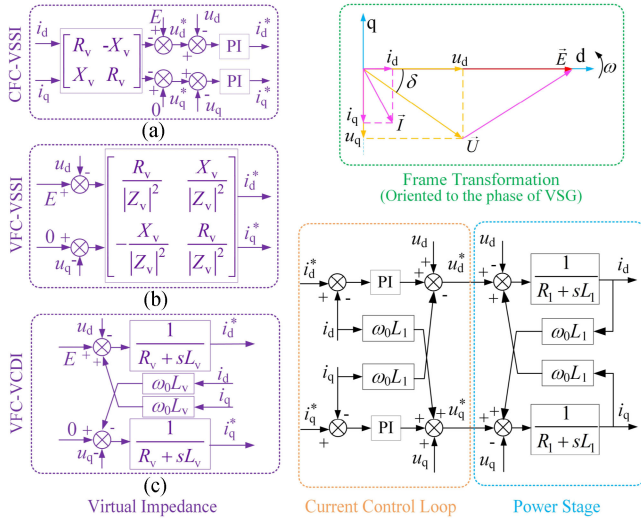 CFC-VSSI
i_d
R_v -X_v
X_v R_v
i_q
E
+
-
u_d^*
u_d
-
+
PI
i_d^*
-
+
0
u_q^*
-
+
u_q
PI
i_q^*
(a)
VFC-VSSI
u_d
-
E
+
R_v / |Z_v|^2 X_v / |Z_v|^2
-X_v / |Z_v|^2 R_v / |Z_v|^2
i_d^*
0
+
u_q
-
i_q^*
(b)
VFC-VCDI
u_d
-
E
+
+
1 / (R_v + sL_v)
i_d^*
ω_0L_v
i_d
ω_0L_v
i_q
0
+
-
u_q
-
1 / (R_v + sL_v)
i_q^*
(c)
Virtual Impedance
q
i_d
u_d
E⃗
d
ω
δ
i_q
I⃗
u_q
U⃗
Frame Transformation
(Oriented to the phase of VSG)
i_d^*
+
-
PI
u_d
+
+
-
u_d^*
i_d
ω_0L_1
i_q
ω_0L_1
i_q^*
+
-
PI
+
+
+
u_q^*
u_q
Current Control Loop
u_d
-
+
+
1 / (R_1 + sL_1)
i_d
ω_0L_1
ω_0L_1
+
-
-
u_q
1 / (R_1 + sL_1)
i_q
Power Stage